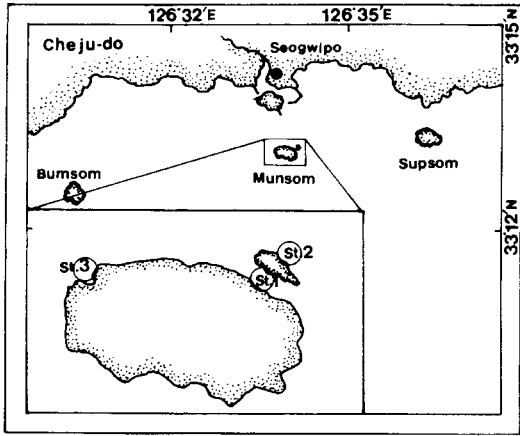 126°32'E
126°35'E
33°15'N
Cheju-do
Seogwipo
Bumsom
Munsom
Supsom
33°12'N
St.3
St.2
St.1